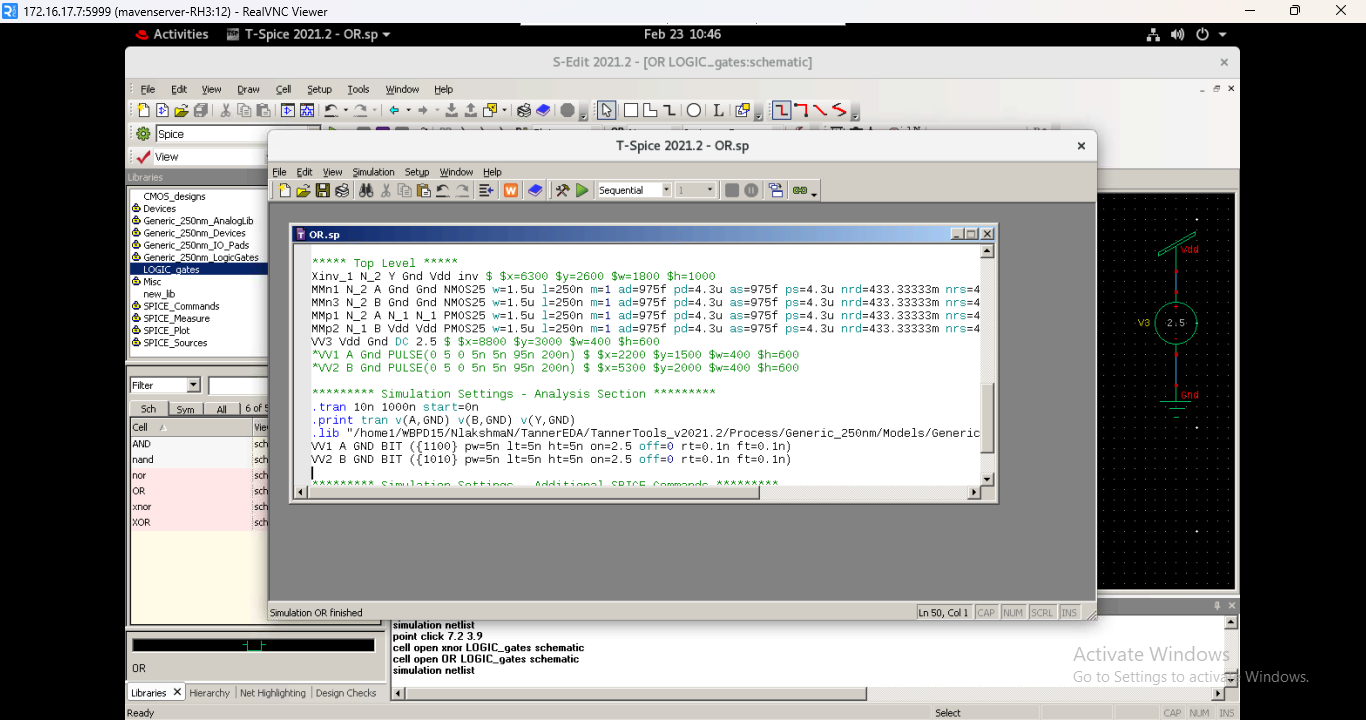 172.16.17.7:5999 (mavenserver-RH3:12) - RealVNC Viewer
Activities T-Spice 2021.2 - OR.sp Feb 23 10:46
S-Edit 2021.2 - [OR LOGIC_gates:schematic]
File Edit View Draw Cell Setup Tools Window Help
Spice
View
Libraries
CMOS_designs
Devices
Generic_250nm_AnalogLib
Generic_250nm_Devices
Generic_250nm_IO_Pads
Generic_250nm_LogicGates
LOGIC_gates
Misc
new_lib
SPICE_Commands
SPICE_Measure
SPICE_Plot
SPICE_Sources
Filter
Sch Sym All 6 of 5
Cell
AND sch
nand sch
nor sch
OR sch
xnor sch
XOR sch
OR
Libraries Hierarchy Net Highlighting Design Checks
Ready
T-Spice 2021.2 - OR.sp
File Edit View Simulation Setup Window Help
Sequential 1
OR.sp
***** Top Level *****
Xinv_1 N_2 Y Gnd Vdd inv $ $x=6300 $y=2600 $w=1800 $h=1000
MMn1 N_2 A Gnd Gnd NMOS25 w=1.5u l=250n m=1 ad=975f pd=4.3u as=975f ps=4.3u nrd=433.33333m nrs=4
MMn3 N_2 B Gnd Gnd NMOS25 w=1.5u l=250n m=1 ad=975f pd=4.3u as=975f ps=4.3u nrd=433.33333m nrs=4
MMp1 N_2 A N_1 N_1 PMOS25 w=1.5u l=250n m=1 ad=975f pd=4.3u as=975f ps=4.3u nrd=433.33333m nrs=4
MMp2 N_1 B Vdd Vdd PMOS25 w=1.5u l=250n m=1 ad=975f pd=4.3u as=975f ps=4.3u nrd=433.33333m nrs=4
VV3 Vdd Gnd DC 2.5 $ $x=8800 $y=3000 $w=400 $h=600
*VV1 A Gnd PULSE(0 5 0 5n 5n 95n 200n) $ $x=2200 $y=1500 $w=400 $h=600
*VV2 B Gnd PULSE(0 5 0 5n 5n 95n 200n) $ $x=5300 $y=2000 $w=400 $h=600
********* Simulation Settings - Analysis Section *********
.tran 10n 1000n start=0n
.print tran v(A,GND) v(B,GND) v(Y,GND)
.lib "/home1/WBPD15/NlakshmaN/TannerEDA/TannerTools_v2021.2/Process/Generic_250nm/Models/Generic
VV1 A GND BIT ({1100} pw=5n lt=5n ht=5n on=2.5 off=0 rt=0.1n ft=0.1n)
VV2 B GND BIT ({1010} pw=5n lt=5n ht=5n on=2.5 off=0 rt=0.1n ft=0.1n)
********* Simulation Settings - Additional SPICE Commands *********
Simulation OR finished
Ln 50, Col 1 CAP NUM SCRL INS
Vdd
V3 2.5
Gnd
simulation netlist
point click 7.2 3.9
cell open xnor LOGIC_gates schematic
cell open OR LOGIC_gates schematic
simulation netlist
Select
CAP NUM INS
Activate Windows
Go to Settings to activate Windows.